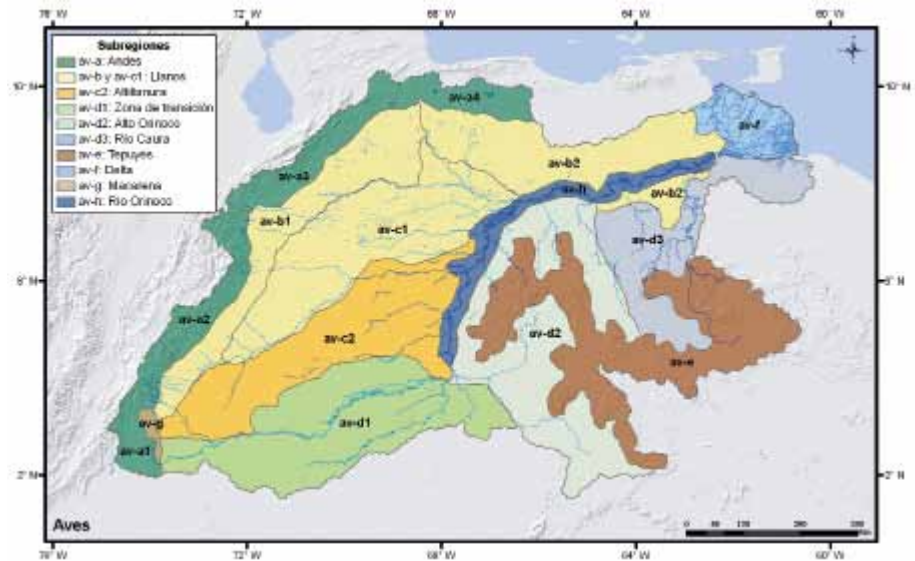 76° W 72° W 68° W 64° W 60° W
Subregiones
av-a: Andes
av-b y av-c1: Llanos
av-c2: Altillanura
av-d1: Zona de transición
av-d2: Alto Orinoco
av-d3: Río Caura
av-e: Tepuyes
av-f: Delta
av-g: Macarena
av-h: Río Orinoco
10° N
10° N
av-a4
av-f
av-a3
av-b2
av-h
av-b2
av-b1
av-c1
av-d3
6° N
6° N
av-a2
av-c2
av-d2
av-e
av-g
av-d1
av-a1
2° N
2° N
Aves
76° W 72° W 68° W 64° W 60° W